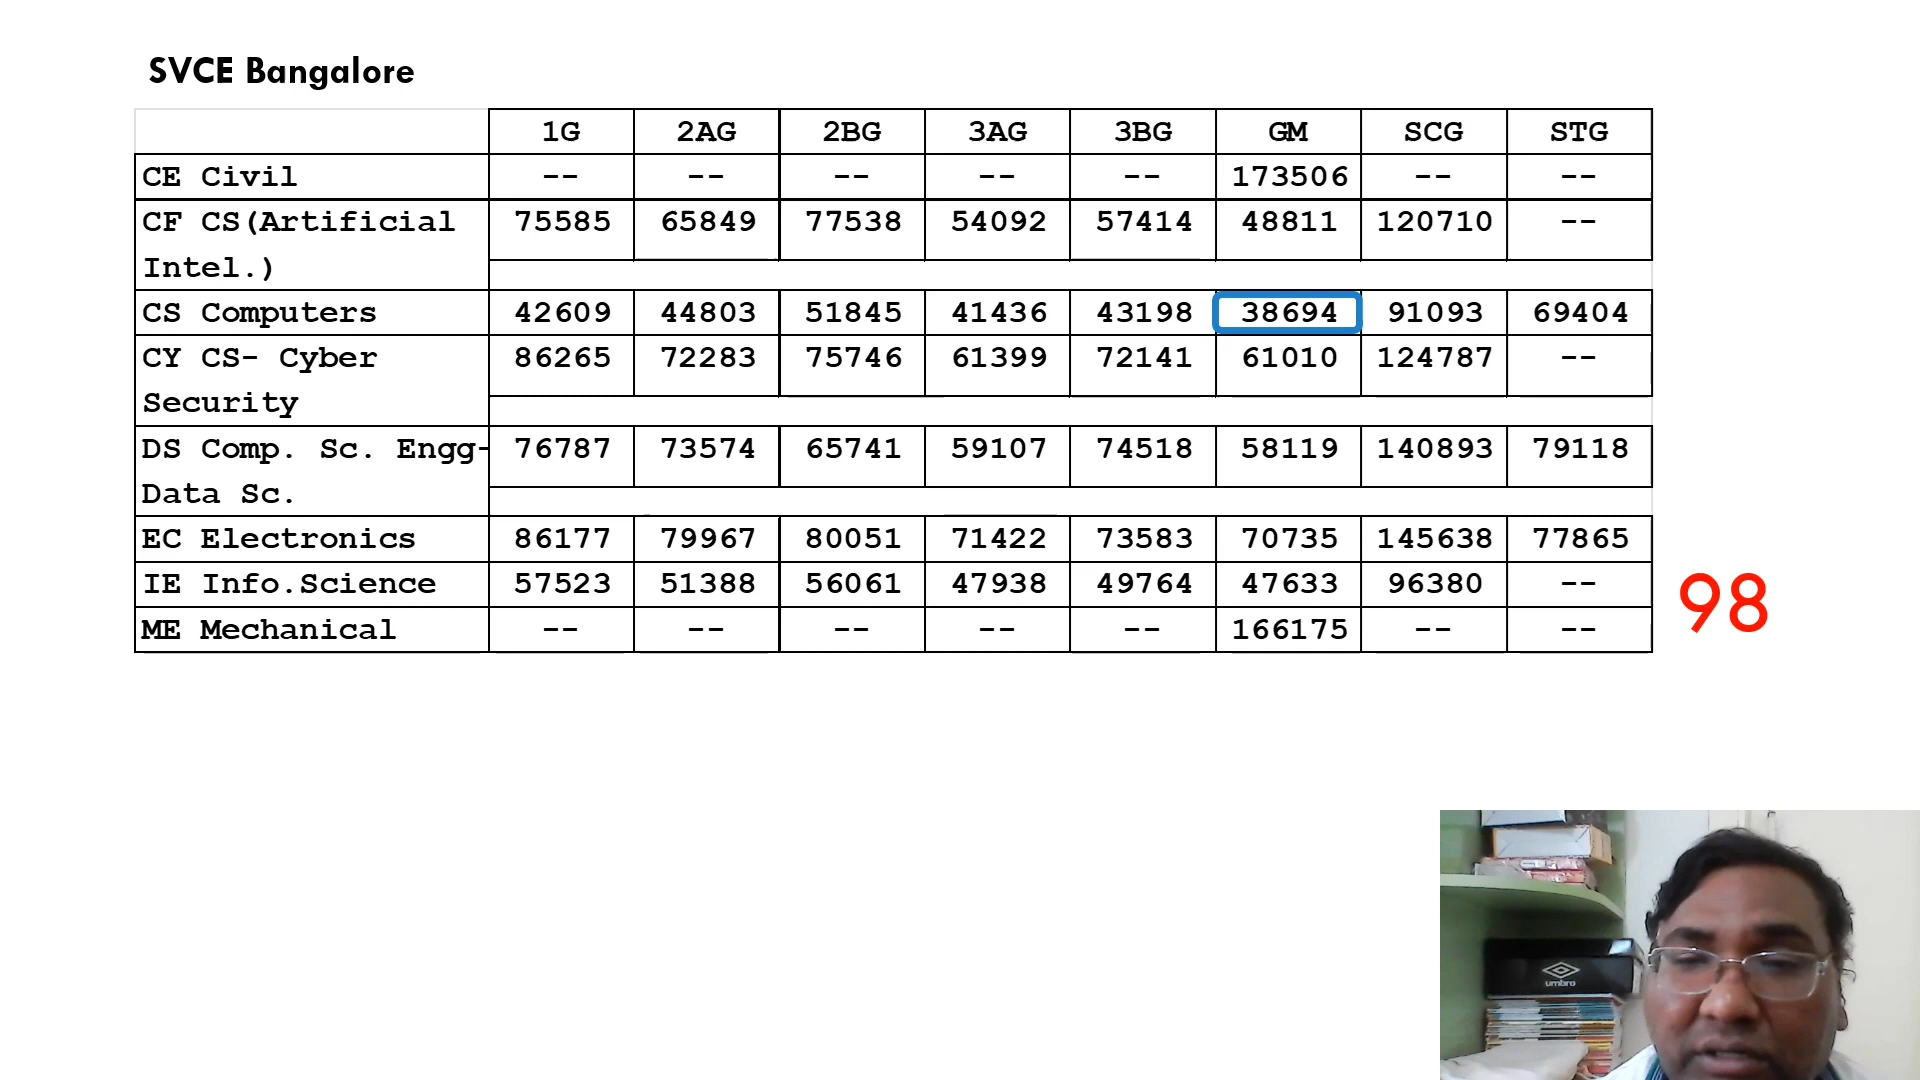 SVCE Bangalore
1G 2AG 2BG 3AG 3BG GM SCG STG
CE Civil -- -- -- -- -- 173506 -- --
CF CS(Artificial 75585 65849 77538 54092 57414 48811 120710 --
Intel.)
CS Computers 42609 44803 51845 41436 43198 38694 91093 69404
CY CS- Cyber 86265 72283 75746 61399 72141 61010 124787 --
Security
DS Comp. Sc. Engg- 76787 73574 65741 59107 74518 58119 140893 79118
Data Sc.
EC Electronics 86177 79967 80051 71422 73583 70735 145638 77865
IE Info.Science 57523 51388 56061 47938 49764 47633 96380 --
ME Mechanical -- -- -- -- -- 166175 -- --
98
umbro